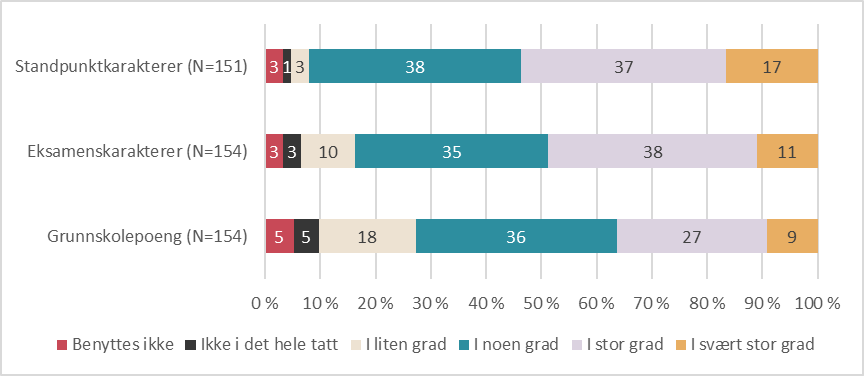 Standpunktkarakterer (N=151) 3 1 3 38 37 17
Eksamenskarakterer (N=154) 3 3 10 35 38 11
Grunnskolepoeng (N=154) 5 5 18 36 27 9
0 % 10 % 20 % 30 % 40 % 50 % 60 % 70 % 80 % 90 % 100 %
Benyttes ikke Ikke i det hele tatt I liten grad I noen grad I stor grad I svært stor grad